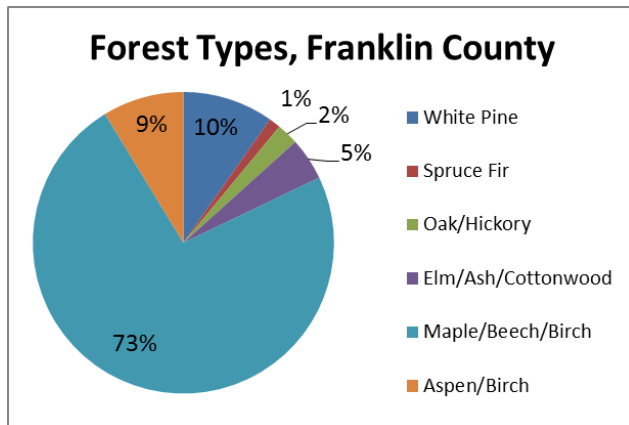 Forest Types, Franklin County
9%
10%
1%
2%
5%
73%
White Pine
Spruce Fir
Oak/Hickory
Elm/Ash/Cottonwood
Maple/Beech/Birch
Aspen/Birch